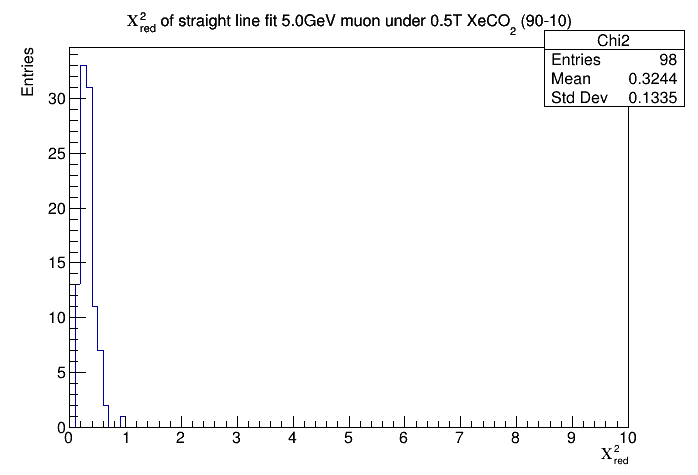 Χ²red of straight line fit 5.0GeV muon under 0.5T XeCO₂ (90-10)
Chi2
Entries 98
Mean 0.3244
Std Dev 0.1335
Entries
30
25
20
15
10
5
0
0 1 2 3 4 5 6 7 8 9 10
Χ²red